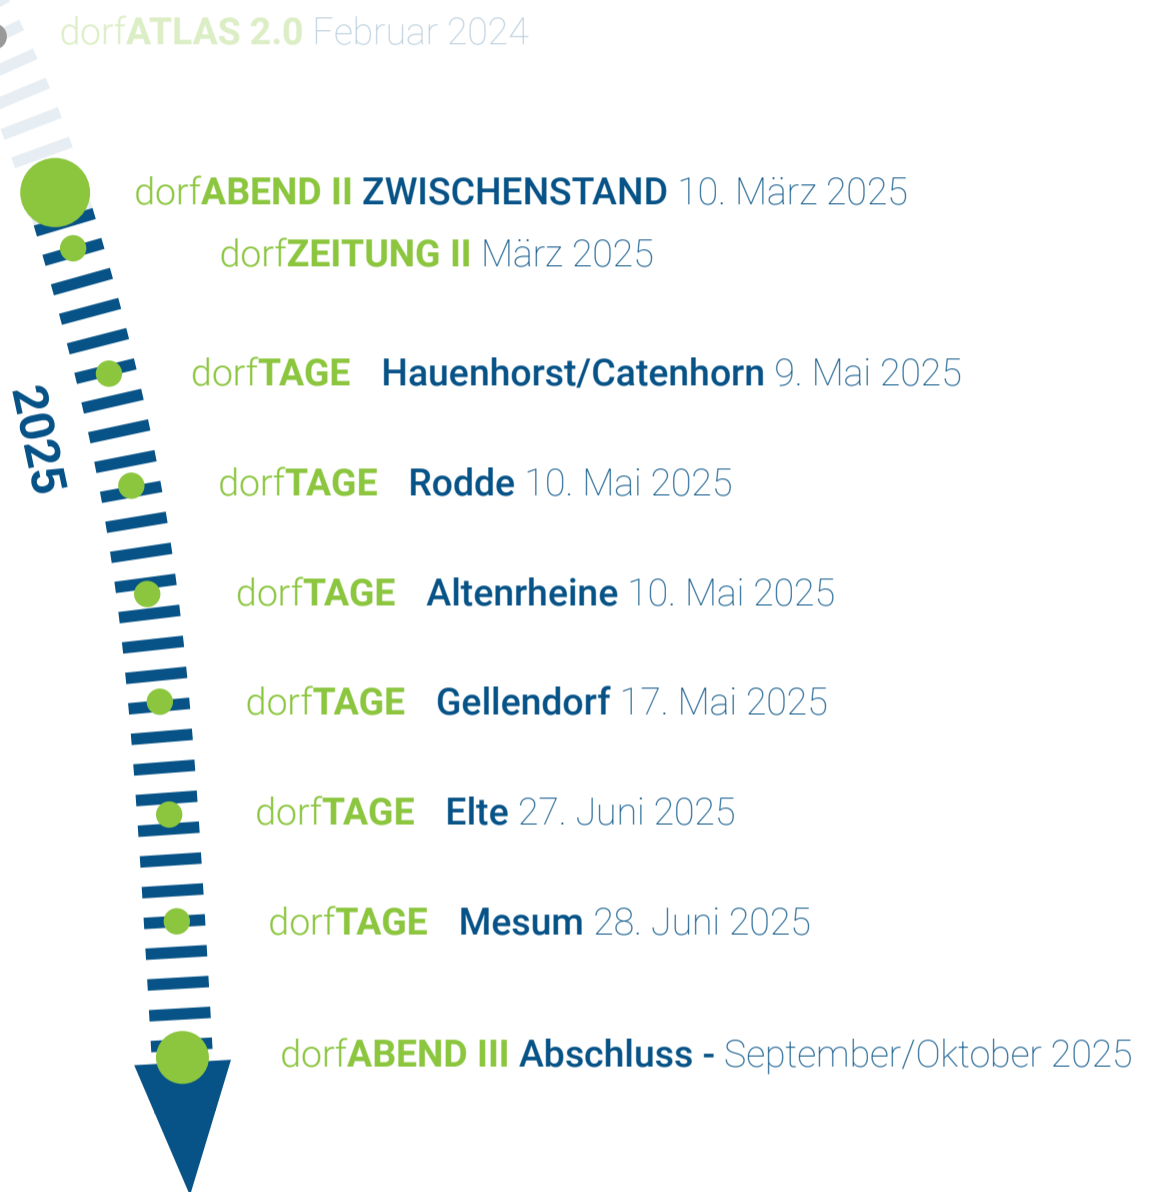 dorfATLAS 2.0 Februar 2024
dorfABEND II ZWISCHENSTAND 10. März 2025
dorfZEITUNG II März 2025
dorfTAGE Hauenhorst/Catenhorn 9. Mai 2025
2025
dorfTAGE Rodde 10. Mai 2025
dorfTAGE Altenrheine 10. Mai 2025
dorfTAGE Gellendorf 17. Mai 2025
dorfTAGE Elte 27. Juni 2025
dorfTAGE Mesum 28. Juni 2025
dorfABEND III Abschluss - September/Oktober 2025